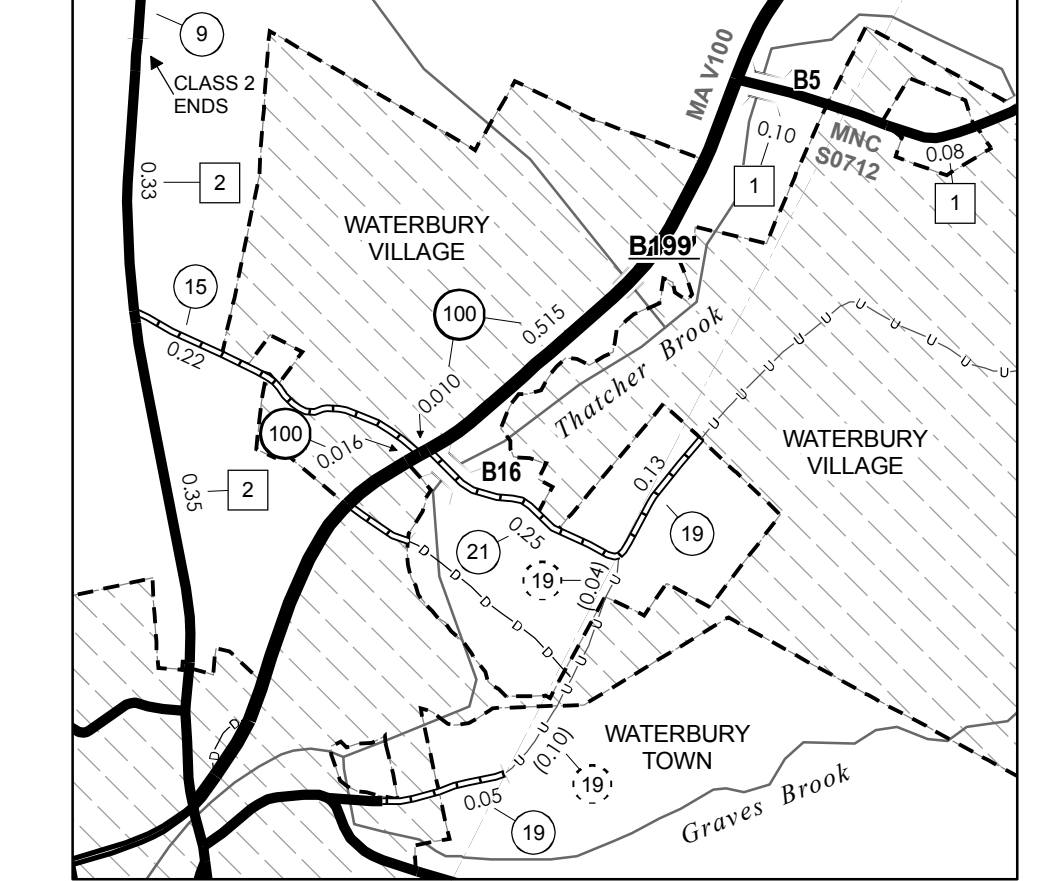 9
CLASS 2
ENDS
MA V100
B5
MNC
S0712
0.10
0.08
1
1
0.33
2
WATERBURY
VILLAGE
B199
15
100
0.515
0.22
0.010
Thatcher Brook
U
U
U
U
U
U
U
U
100
0.016
B16
WATERBURY
VILLAGE
0.13
0.35
2
21
0.25
19
19
(0.04)
D
D
D
D
D
U
U
U
U
U
U
U
U
D
D
WATERBURY
TOWN
(0.10)
19
0.05
19
Graves Brook